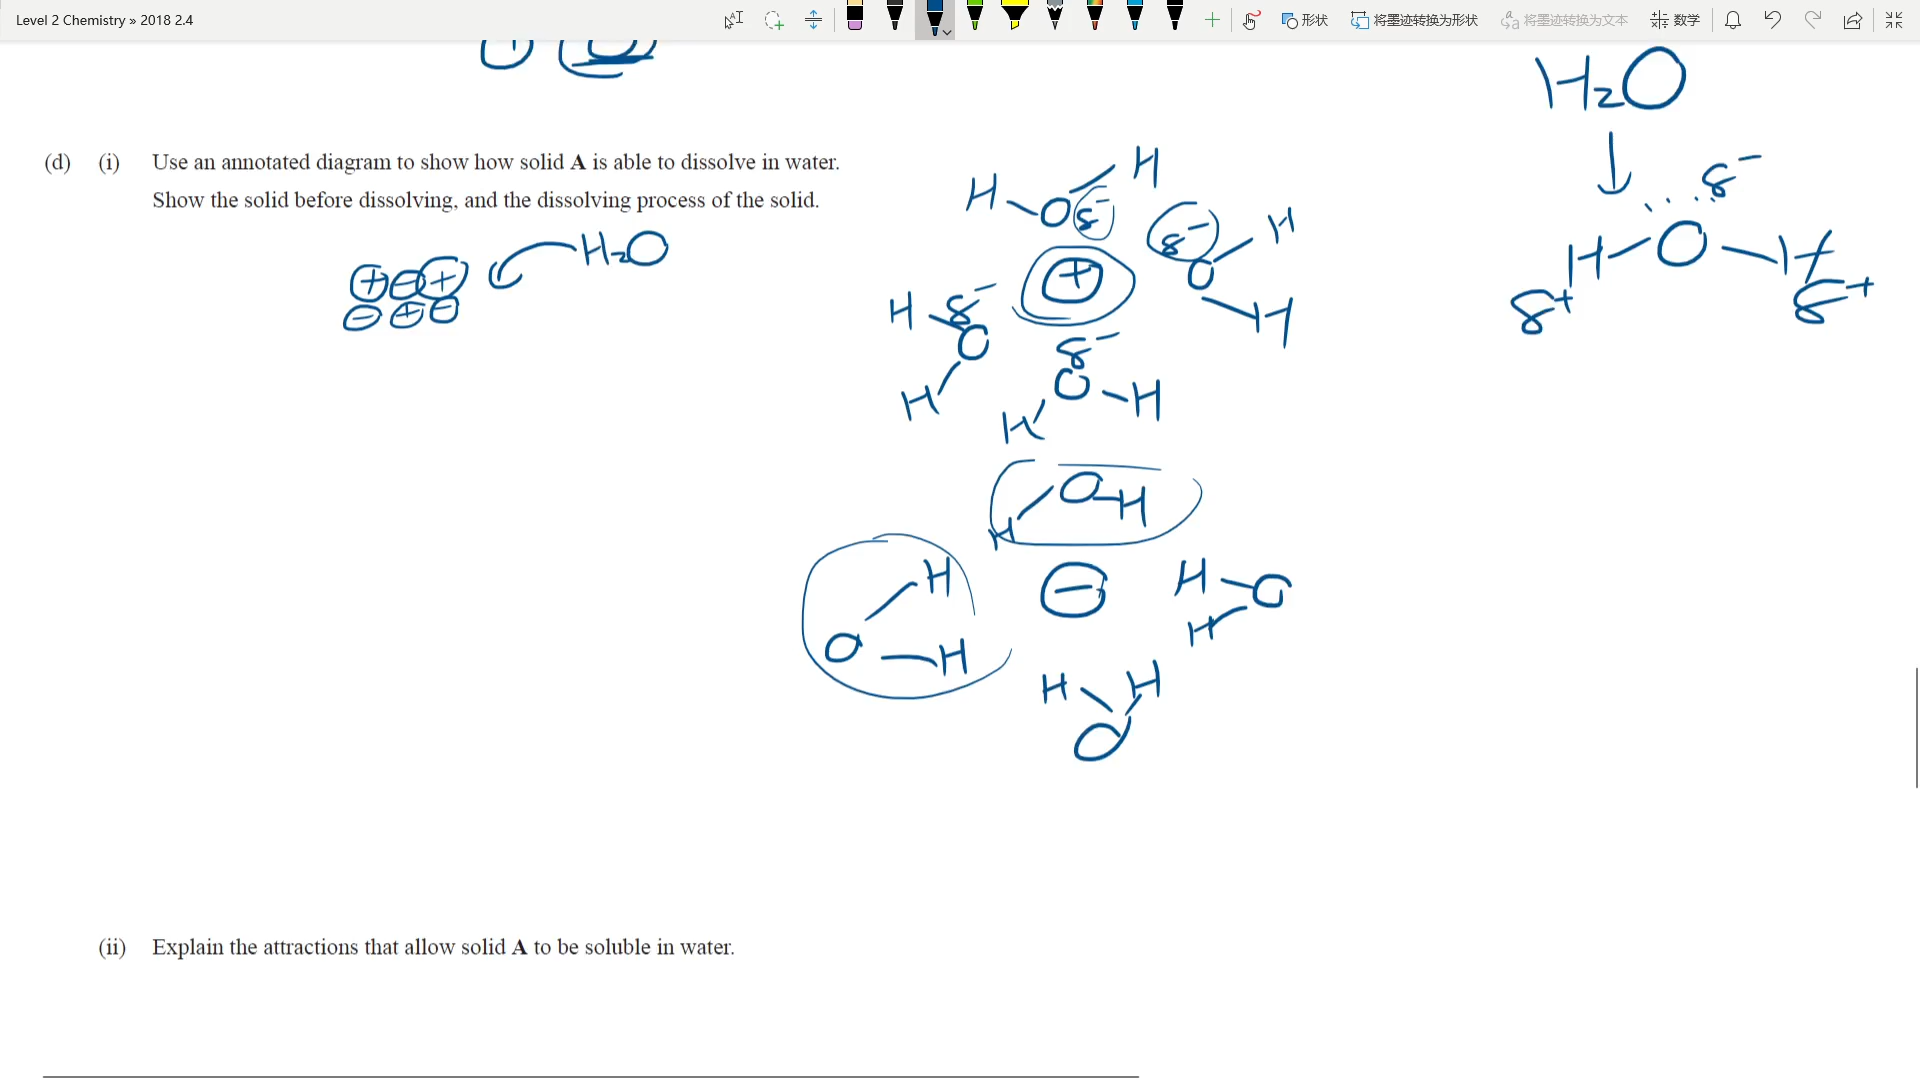 Level 2 Chemistry » 2018 2.4
形状 将墨迹转换为形状 将墨迹转换为文本 数学
H₂O
(d) (i) Use an annotated diagram to show how solid A is able to dissolve in water.
Show the solid before dissolving, and the dissolving process of the solid.
H₂O
+ − +
− + −
H O δ⁻ H
δ⁻ O H H
+
H δ⁻ O H
δ⁻ O H H
δ⁻
H O H
δ⁺ δ⁺
H O H
O H H
−
H O H
H H O
(ii) Explain the attractions that allow solid A to be soluble in water.